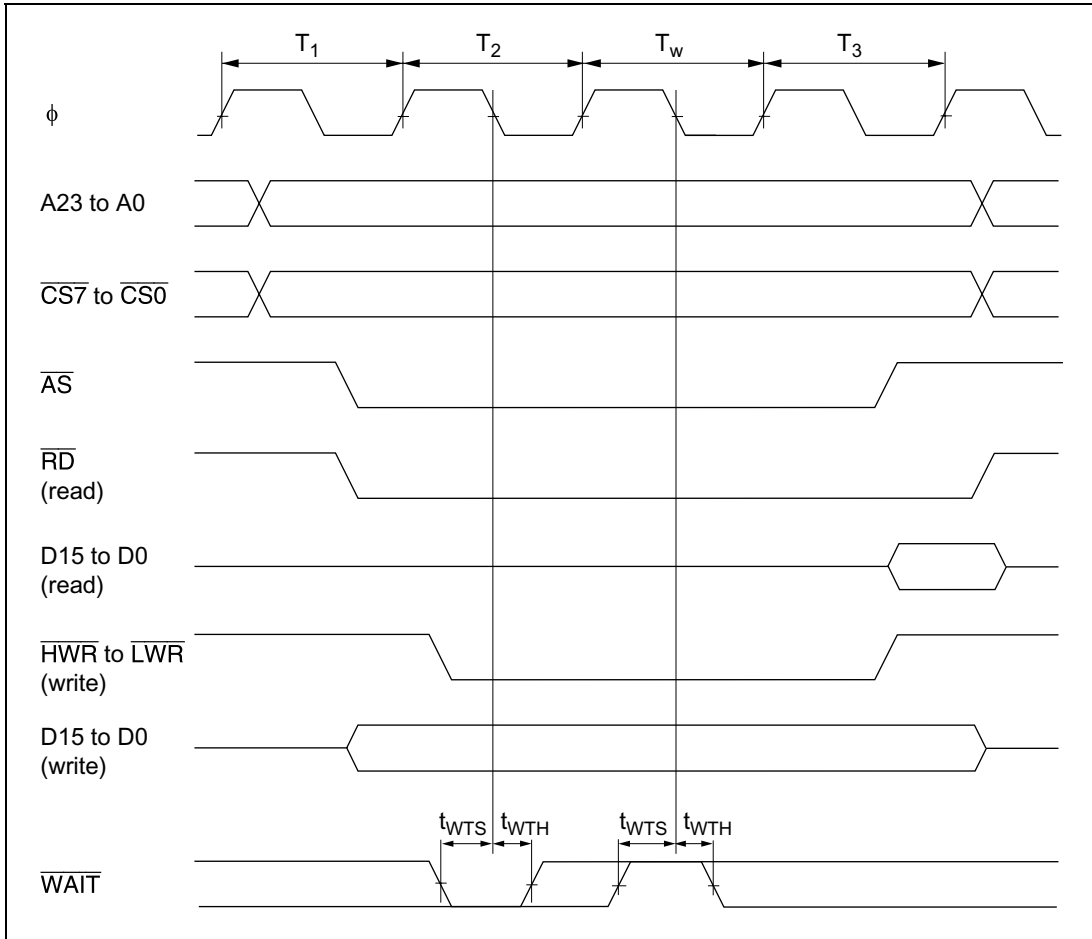 T1 T2 Tw T3
ϕ
A23 to A0
CS7 to CS0
AS
RD
(read)
D15 to D0
(read)
HWR to LWR
(write)
D15 to D0
(write)
tWTS tWTH tWTS tWTH
WAIT